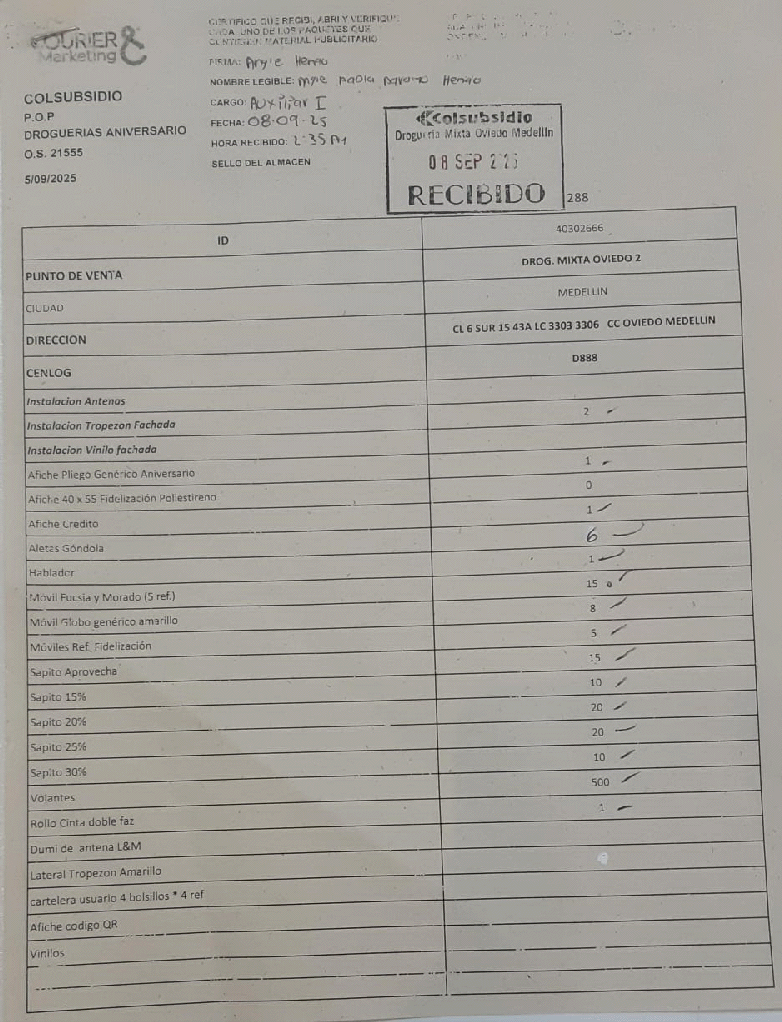 COURIER &
Marketing
CERTIFICO QUE RECIBI, ABRI Y VERIFIQUE
CADA UNO DE LOS PAQUETES QUE
CONTIENEN MATERIAL PUBLICITARIO
FIRMA: Angie Henao
NOMBRE LEGIBLE: Angie paola Henao
CARGO: Auxiliar I
FECHA: 08-09-25
HORA RECIBIDO: 2:35 PM
SELLO DEL ALMACEN
COLSUBSIDIO
P.O.P
DROGUERIAS ANIVERSARIO
O.S. 21555
5/09/2025
Colsubsidio
Droguería Mixta Oviedo Medellín
08 SEP
RECIBIDO
288
ID 40302666
PUNTO DE VENTA DROG. MIXTA OVIEDO 2
CIUDAD MEDELLIN
DIRECCION CL 6 SUR 15 43A LC 3303 3306 CC OVIEDO MEDELLIN
CENLOG D888
Instalacion Antenas
Instalacion Tropezon Fachada 2
Instalacion Vinilo fachada
Afiche Pliego Genérico Aniversario 1
Afiche 40 x 55 Fidelización Poliestireno 0
Afiche Credito 1
Aletas Góndola 6
Hablador 1
Móvil Fucsia y Morado (5 ref.) 15
Móvil Globo genérico amarillo 8
Móviles Ref. Fidelización 5
Sapito Aprovecha 15
Sapito 15% 10
Sapito 20% 20
Sapito 25% 20
Sapito 30% 10
Volantes 500
Rollo Cinta doble faz 1
Dumi de antena L&M
Lateral Tropezon Amarillo
cartelera usuario 4 bolsillos * 4 ref
Afiche codigo QR
Vinilos